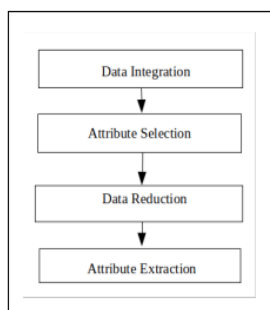 Data Integration
Attribute Selection
Data Reduction
Attribute Extraction